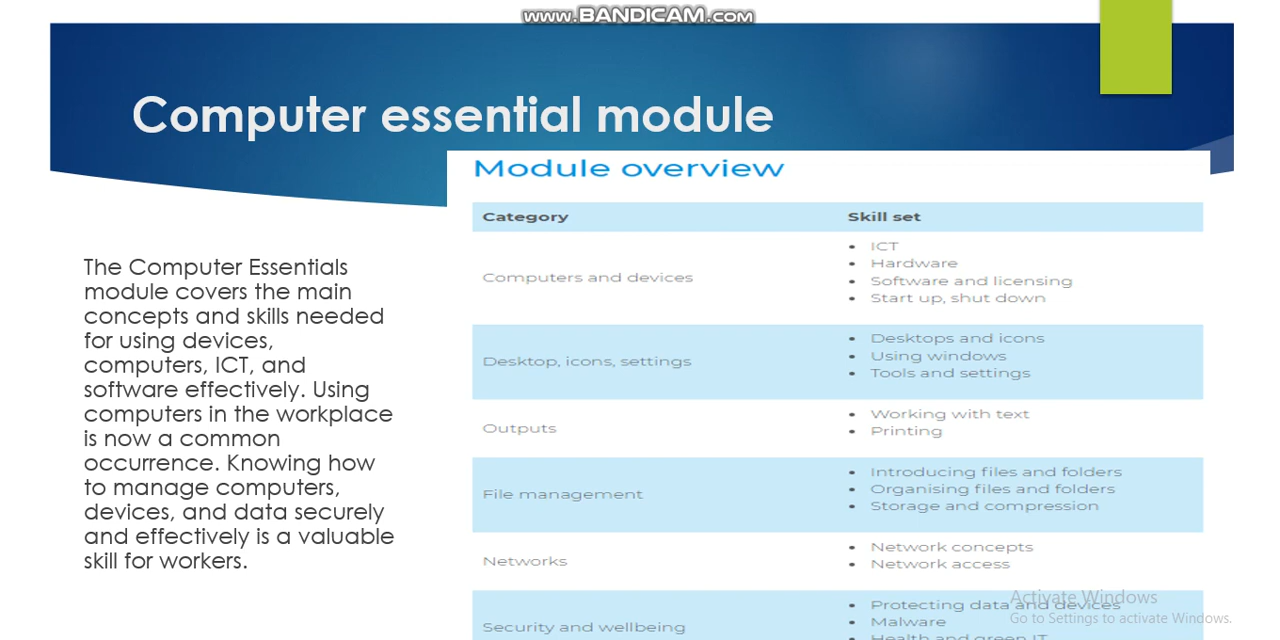 www.BANDICAM.com
Computer essential module
Module overview
The Computer Essentials
module covers the main
concepts and skills needed
for using devices,
computers, ICT, and
software effectively. Using
computers in the workplace
is now a common
occurrence. Knowing how
to manage computers,
devices, and data securely
and effectively is a valuable
skill for workers.
Category Skill set
Computers and devices
• ICT
• Hardware
• Software and licensing
• Start up, shut down
Desktop, icons, settings
• Desktops and icons
• Using windows
• Tools and settings
Outputs
• Working with text
• Printing
File management
• Introducing files and folders
• Organising files and folders
• Storage and compression
Networks
• Network concepts
• Network access
Security and wellbeing
• Protecting data and devices
• Malware
• Health and green IT
Activate Windows
Go to Settings to activate Windows.